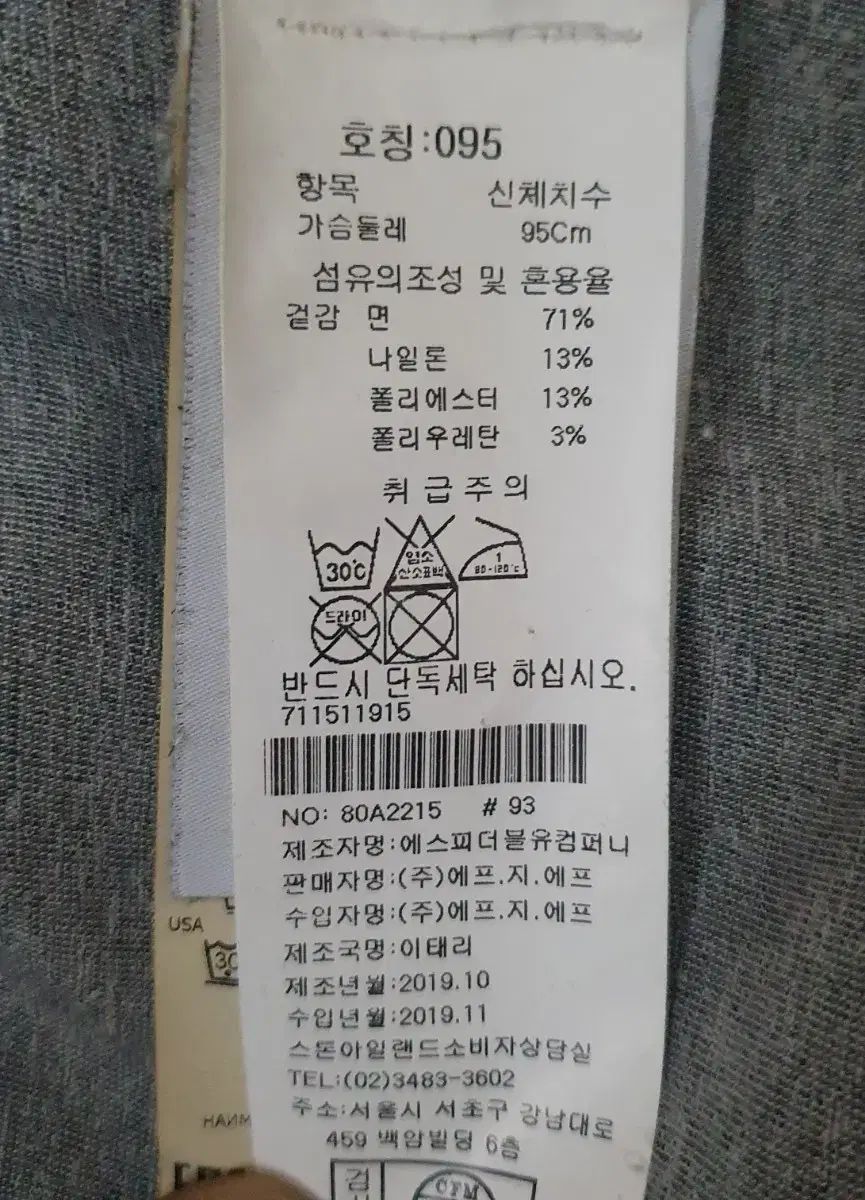 호칭:095
항목 신체치수
가슴둘레 95Cm
섬유의조성 및 혼용율
겉감 면 71%
나일론 13%
폴리에스터 13%
폴리우레탄 3%
취급주의
30℃ 염소 산소표백 1 80-120℃
드라이
반드시 단독세탁 하십시오.
711511915
NO: 80A2215 # 93
제조자명:에스피더블유컴퍼니
판매자명:(주)에프.지.에프
수입자명:(주)에프.지.에프
제조국명:이태리
제조년월:2019.10
수입년월:2019.11
스톤아일랜드소비자상담실
TEL:(02)3483-3602
주소:서울시 서초구 강남대로
459 백암빌딩 6층
검
CTM
USA
30